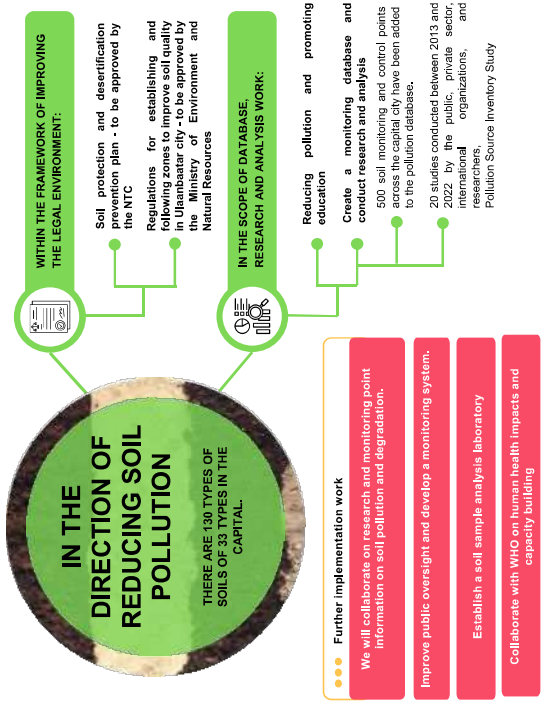 IN THE
DIRECTION OF
REDUCING SOIL
POLLUTION
THERE ARE 130 TYPES OF
SOILS OF 33 TYPES IN THE
CAPITAL.
WITHIN THE FRAMEWORK OF IMPROVING
THE LEGAL ENVIRONMENT:
Soil protection and desertification
prevention plan - to be approved by
the NTC
Regulations for establishing and
following zones to improve soil quality
in Ulaanbaatar city - to be approved by
the Ministry of Environment and
Natural Resources
IN THE SCOPE OF DATABASE,
RESEARCH AND ANALYSIS WORK:
Reducing pollution and promoting
education
Create a monitoring database and
conduct research and analysis
500 soil monitoring and control points
across the capital city have been added
to the pollution database.
20 studies conducted between 2013 and
2022 by the public, private sector,
international organizations, and
researchers,
Pollution Source Inventory Study
Further implementation work
We will collaborate on research and monitoring point
information on soil pollution and degradation.
Improve public oversight and develop a monitoring system.
Establish a soil sample analysis laboratory
Collaborate with WHO on human health impacts and
capacity building